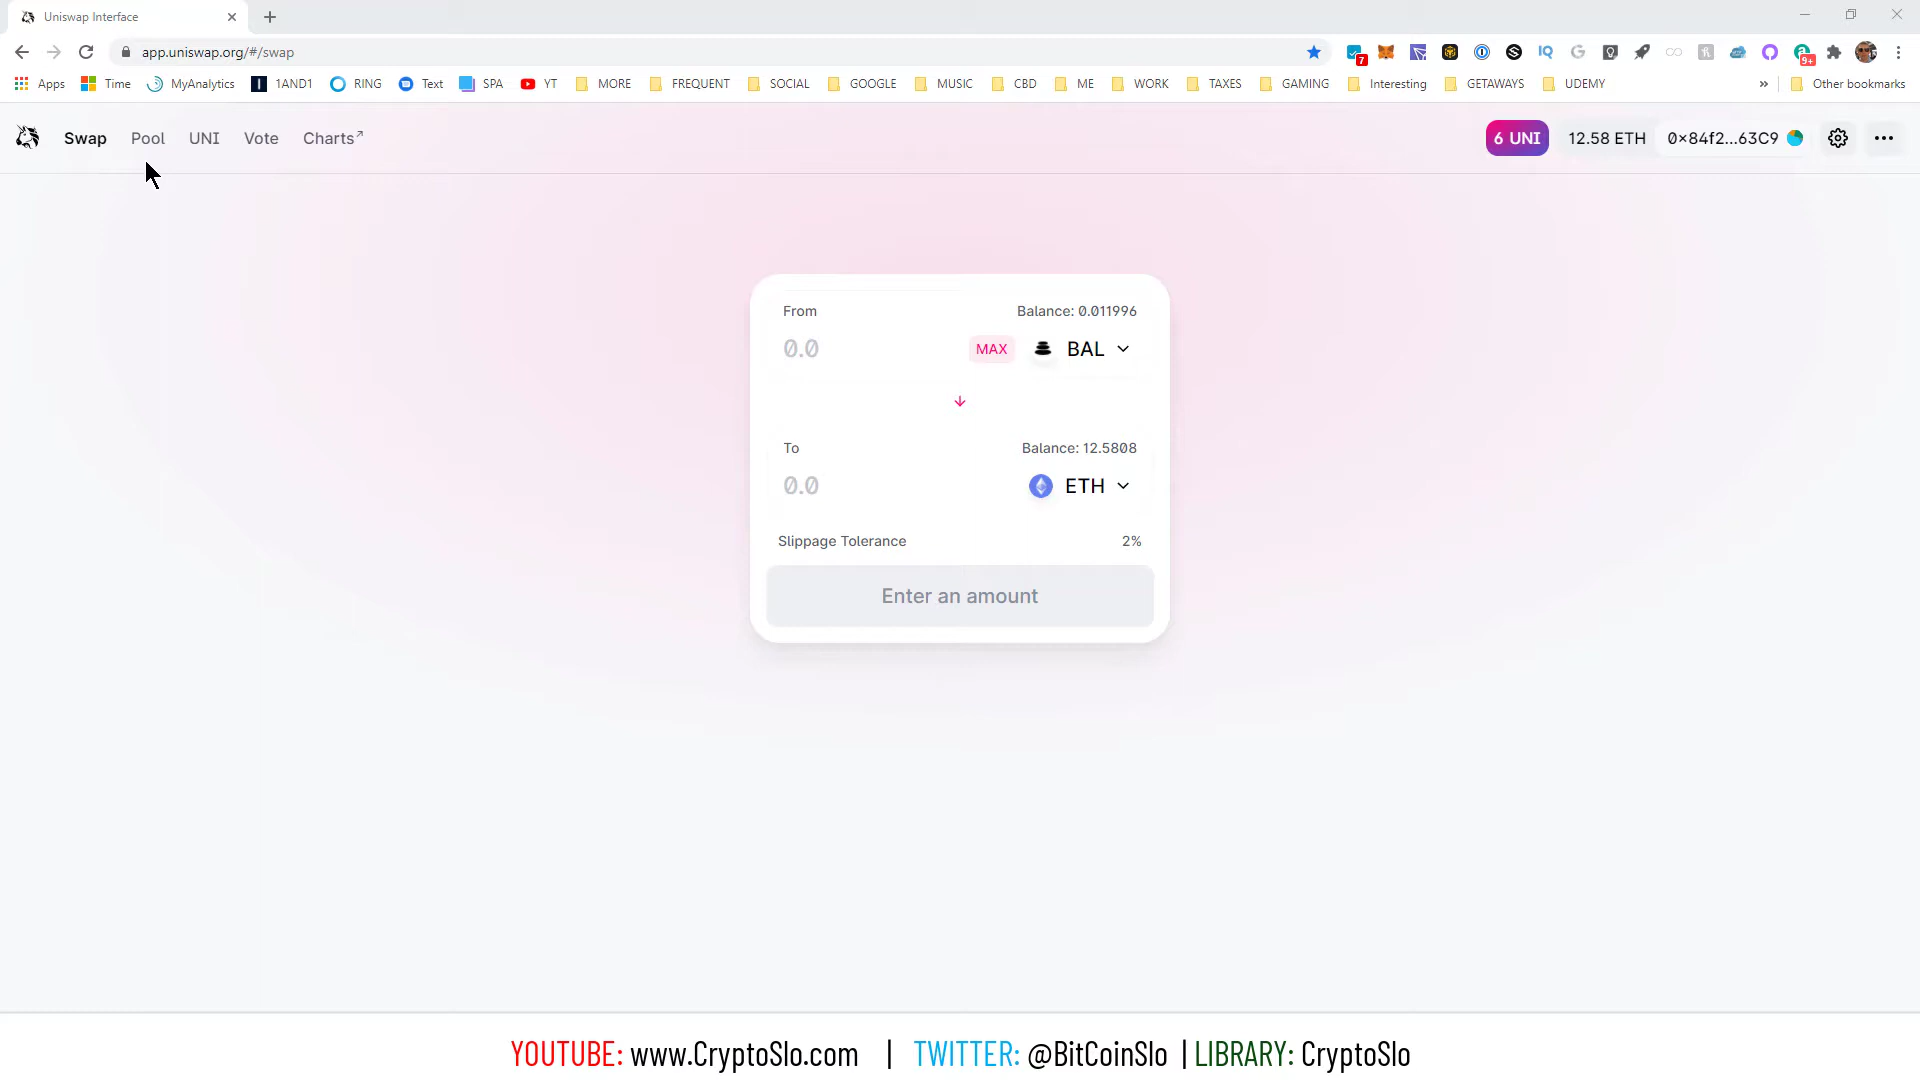 Uniswap Interface
app.uniswap.org/#/swap
7
IQ
9+
Apps Time MyAnalytics 1AND1 RING Text SPA YT MORE FREQUENT SOCIAL GOOGLE MUSIC CBD ME WORK TAXES GAMING Interesting GETAWAYS UDEMY » Other bookmarks
Swap Pool UNI Vote Charts↗ 6 UNI 12.58 ETH 0x84f2...63C9
From Balance: 0.011996
0.0 MAX BAL
To Balance: 12.5808
0.0 ETH
Slippage Tolerance 2%
Enter an amount
YOUTUBE: www.CryptoSlo.com | TWITTER: @BitCoinSlo | LIBRARY: CryptoSlo